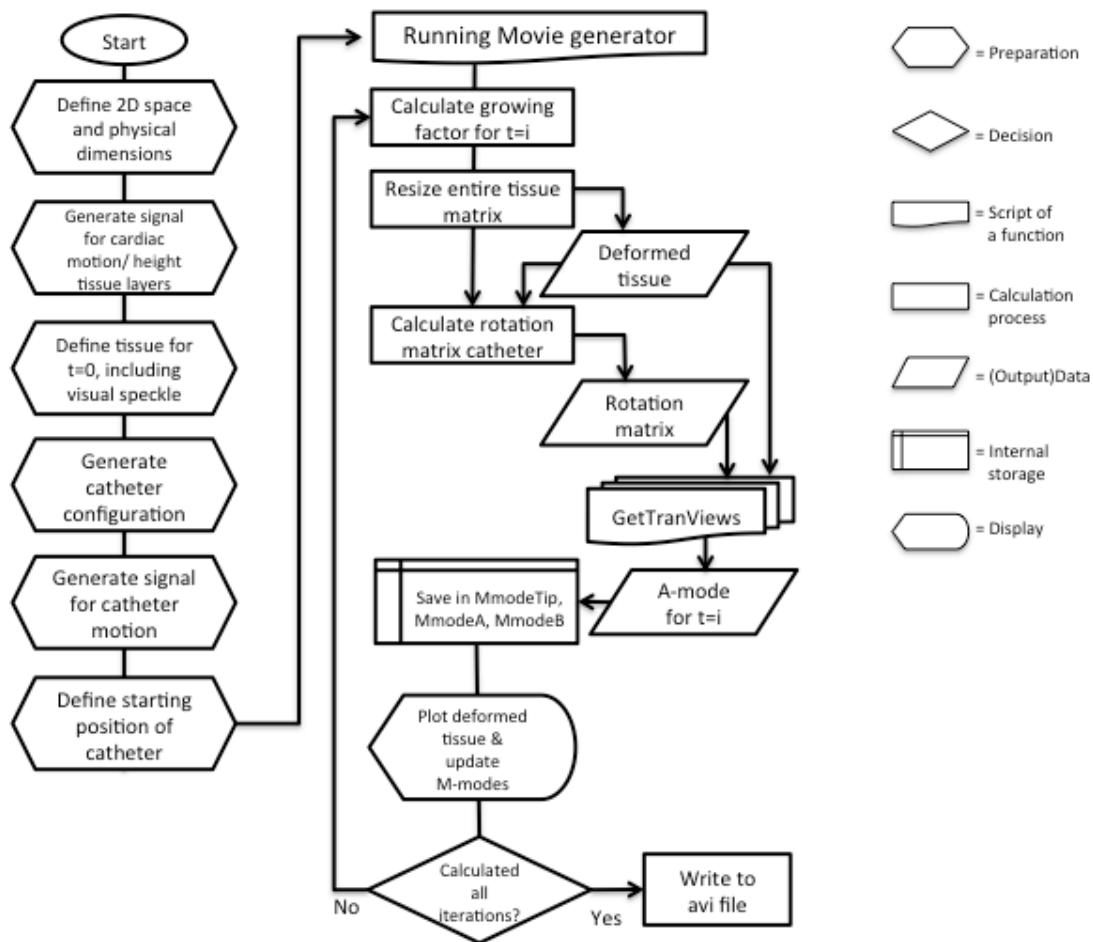 Start
Define 2D space
and physical
dimensions
Generate signal
for cardiac
motion/ height
tissue layers
Define tissue for
t=0, including
visual speckle
Generate
catheter
configuration
Generate signal
for catheter
motion
Define starting
position of
catheter
Running Movie generator
Calculate growing
factor for t=i
Resize entire tissue
matrix
Deformed
tissue
Calculate rotation
matrix catheter
Rotation
matrix
GetTranViews
A-mode
for t=i
Save in MmodeTip,
MmodeA, MmodeB
Plot deformed
tissue &
update
M-modes
Calculated
all
iterations?
No
Yes
Write to
avi file
= Preparation
= Decision
= Script of
a function
= Calculation
process
= (Output)Data
= Internal
storage
= Display